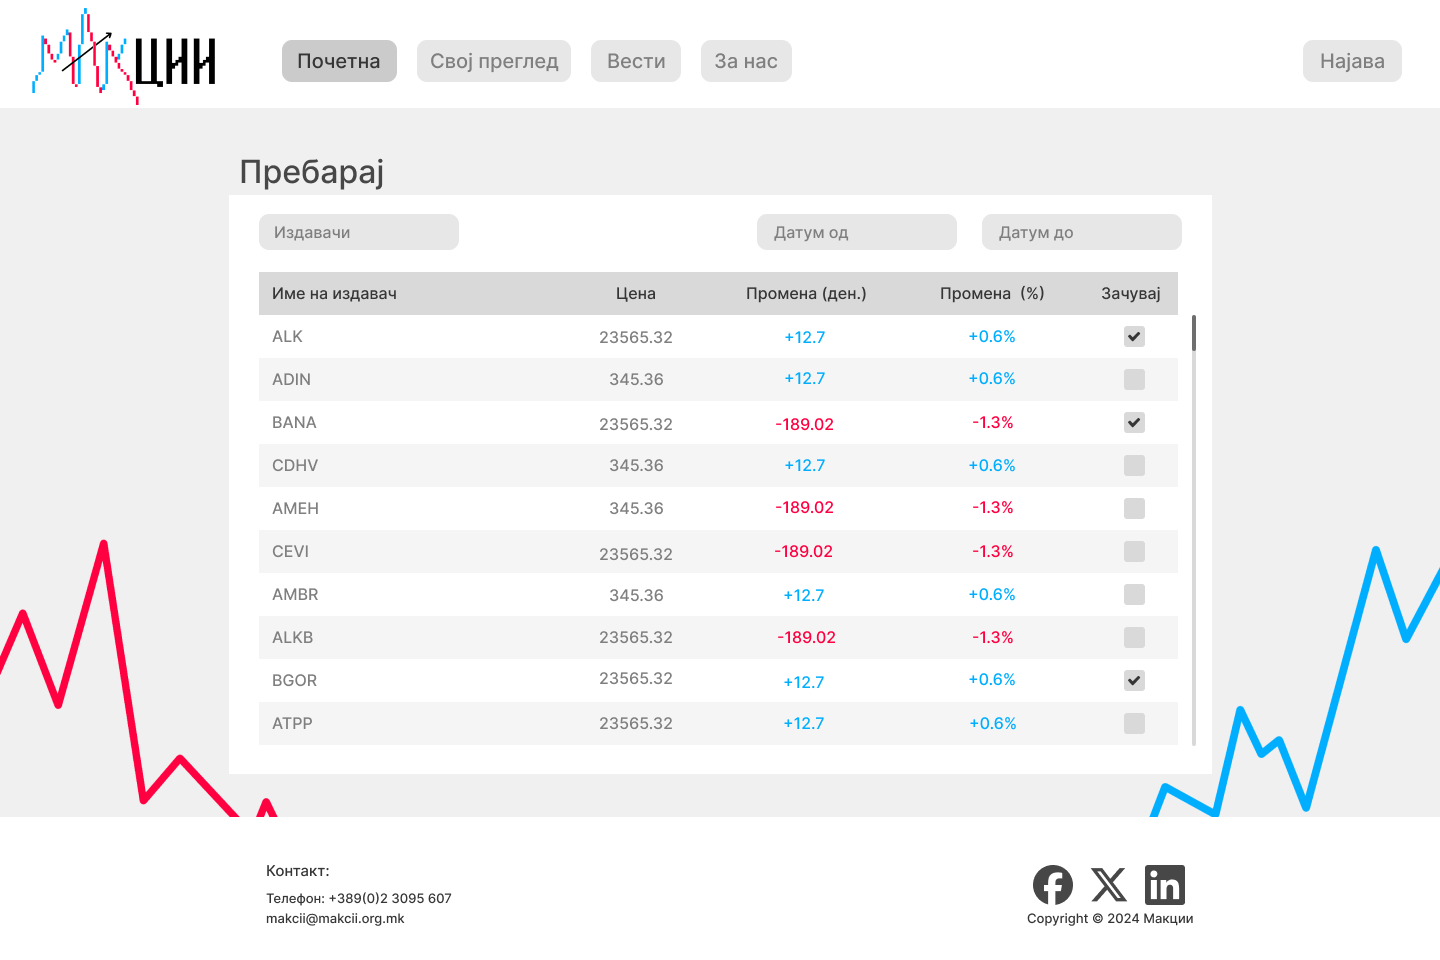 Макции
Почетна Свој преглед Вести За нас Најава
Пребарај
Издавачи Датум од Датум до
Име на издавач Цена Промена (ден.) Промена (%) Зачувај
ALK 23565.32 +12.7 +0.6%
ADIN 345.36 +12.7 +0.6%
BANA 23565.32 -189.02 -1.3%
CDHV 345.36 +12.7 +0.6%
AMEH 345.36 -189.02 -1.3%
CEVI 23565.32 -189.02 -1.3%
AMBR 345.36 +12.7 +0.6%
ALKB 23565.32 -189.02 -1.3%
BGOR 23565.32 +12.7 +0.6%
ATPP 23565.32 +12.7 +0.6%
Контакт:
Телефон: +389(0)2 3095 607
makcii@makcii.org.mk
Copyright © 2024 Макции